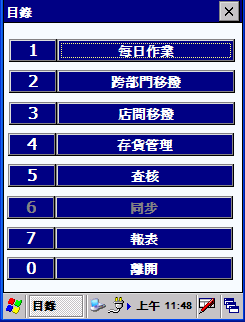 目錄
1 每日作業
2 跨部門移撥
3 店間移撥
4 存貨管理
5 查核
6 同步
7 報表
0 離開
目錄 上午 11:48